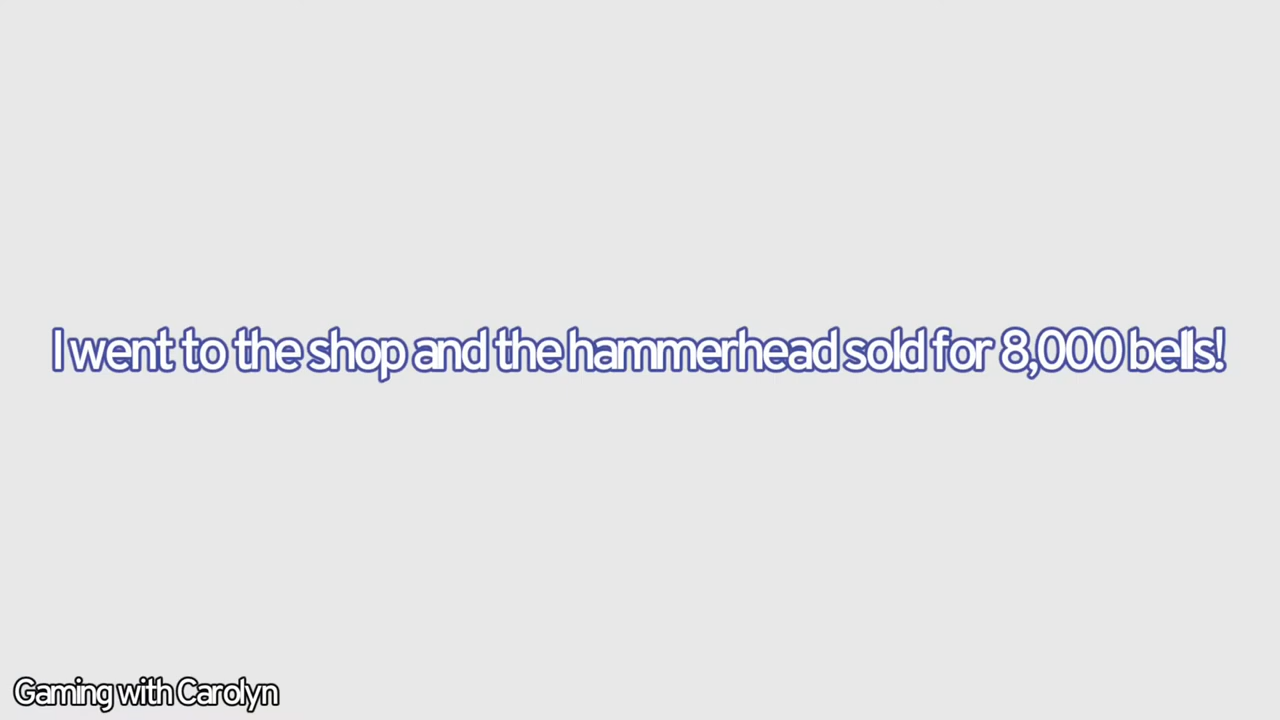 I went to the shop and the hammerhead sold for 8,000 bells!
Gaming with Carolyn